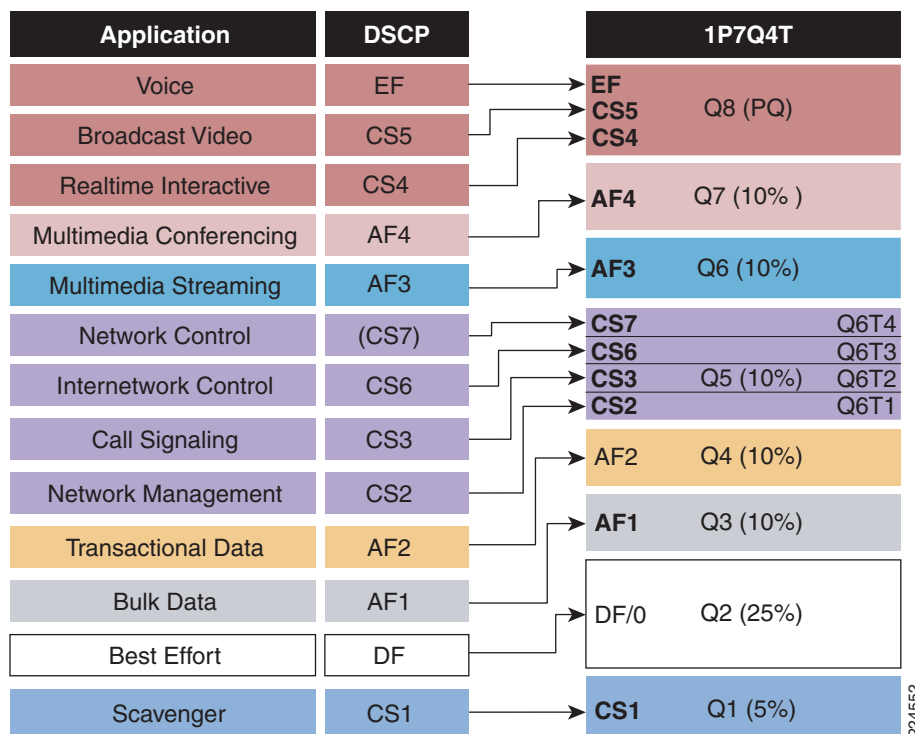 Application DSCP 1P7Q4T
Voice EF
Broadcast Video CS5
Realtime Interactive CS4
Multimedia Conferencing AF4
Multimedia Streaming AF3
Network Control (CS7)
Internetwork Control CS6
Call Signaling CS3
Network Management CS2
Transactional Data AF2
Bulk Data AF1
Best Effort DF
Scavenger CS1
EF
CS5 Q8 (PQ)
CS4
AF4 Q7 (10% )
AF3 Q6 (10%)
CS7 Q6T4
CS6 Q6T3
CS3 Q5 (10%) Q6T2
CS2 Q6T1
AF2 Q4 (10%)
AF1 Q3 (10%)
DF/0 Q2 (25%)
CS1 Q1 (5%)